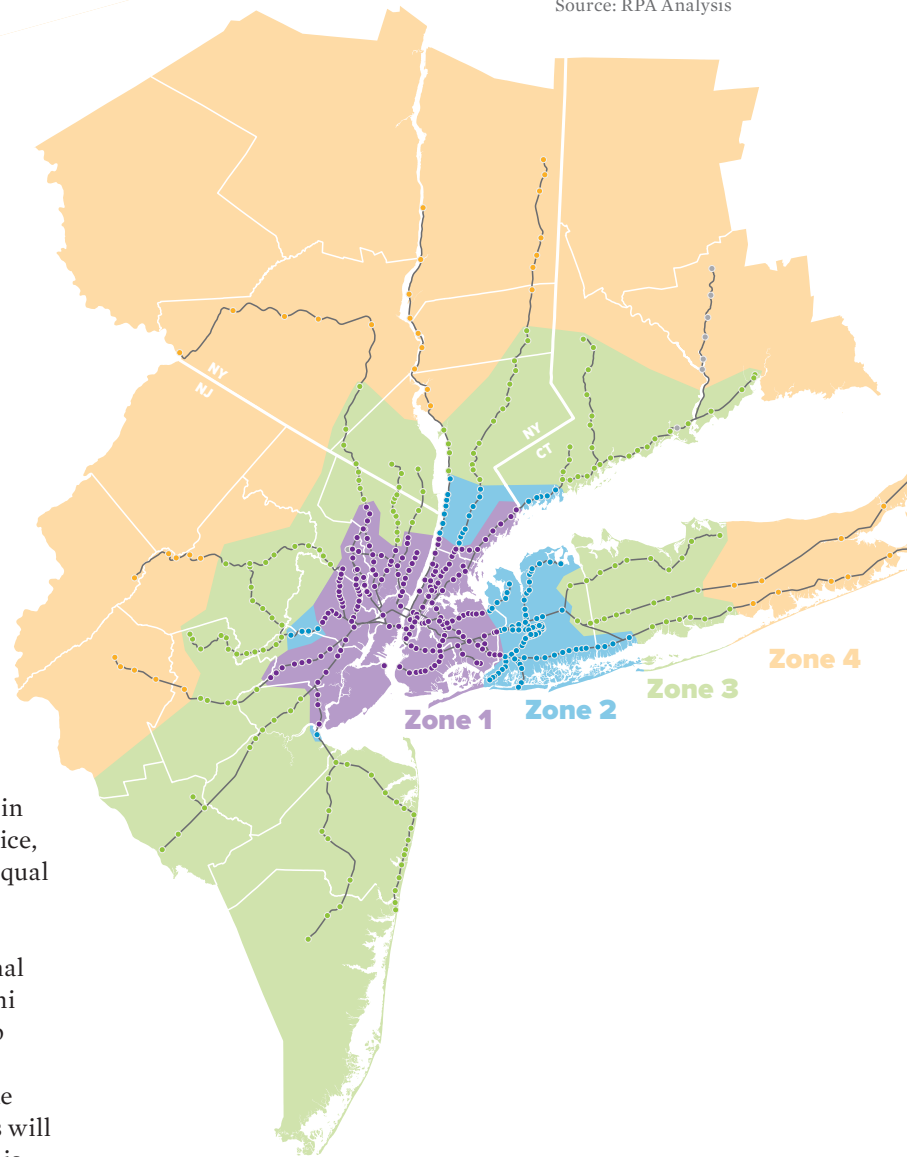 Source: RPA Analysis
NY
NJ
NY
CT
Zone 4
Zone 3
Zone 2
Zone 1
in
ice,
qual
nal
ni
e
will